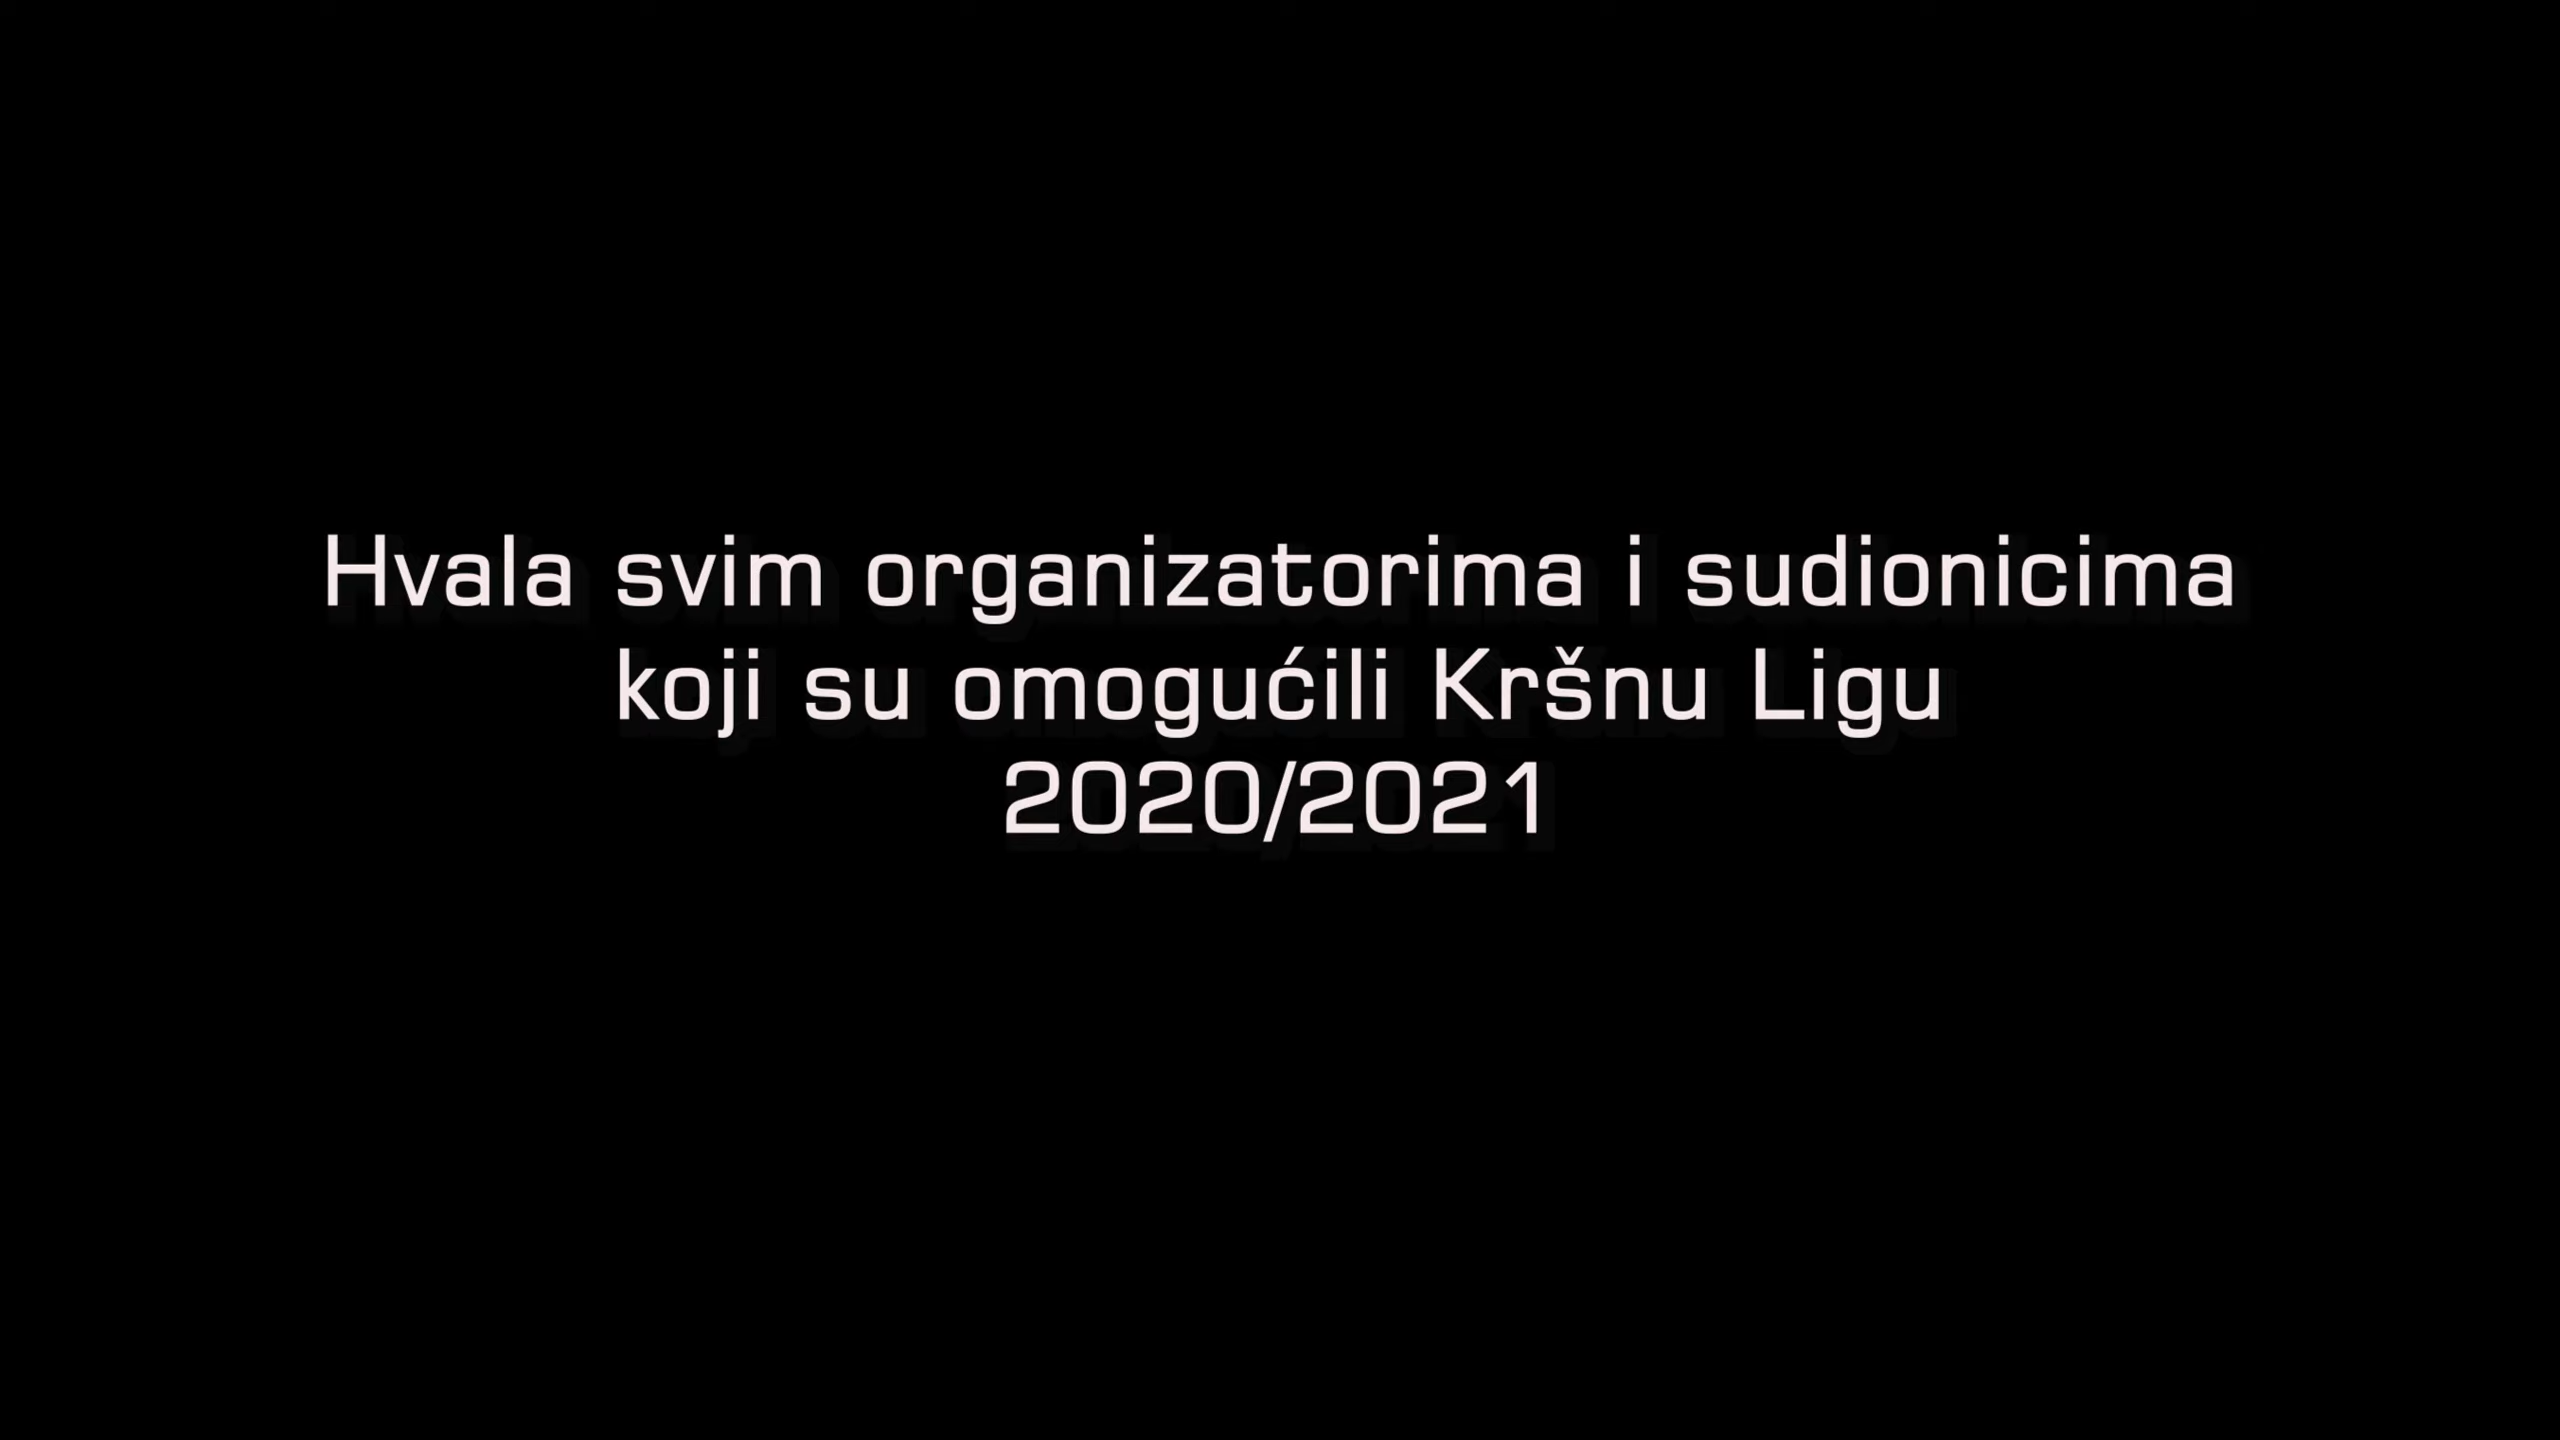 Hvala svim organizatorima i sudionicima
koji su omogućili Kršnu Ligu
2020/2021